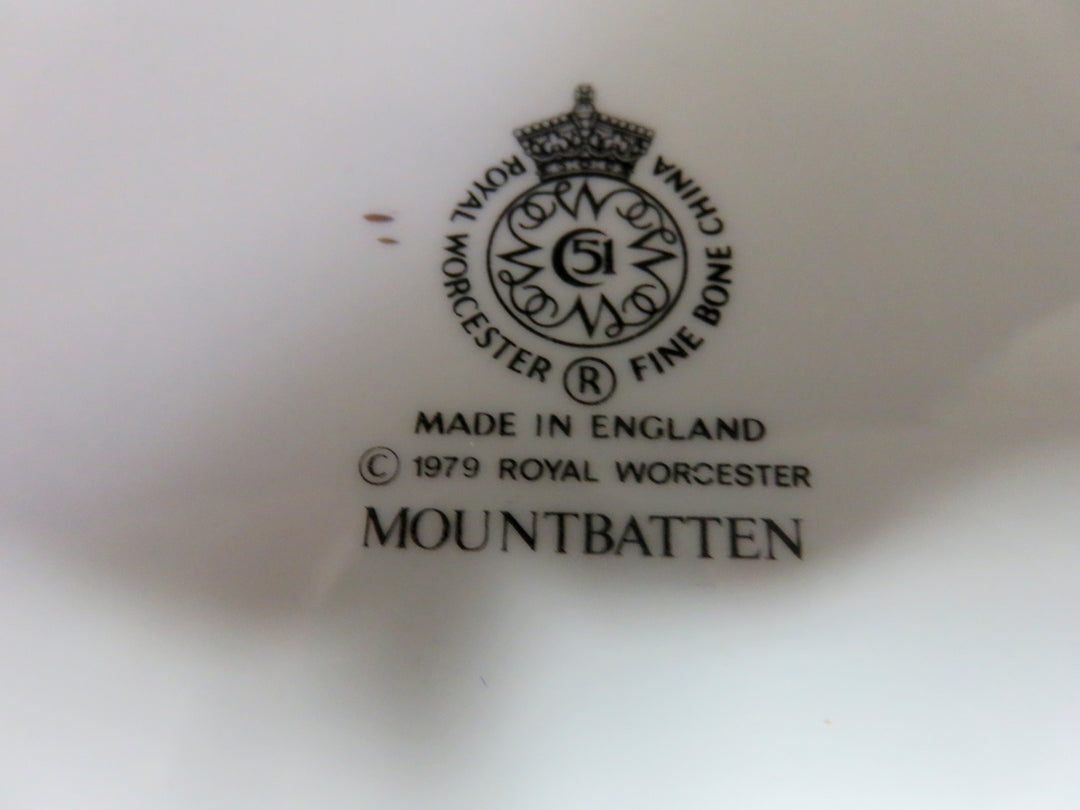 ROYAL WORCESTER ® FINE BONE CHINA
C 51
MADE IN ENGLAND
© 1979 ROYAL WORCESTER
MOUNTBATTEN